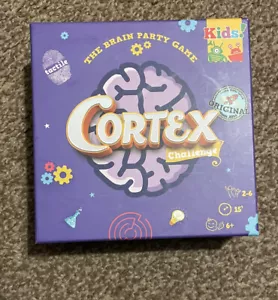 Kids!
THE BRAIN PARTY GAME
tactile
ORIGINAL
CORTEX
Challenge
2-6
15'
6+